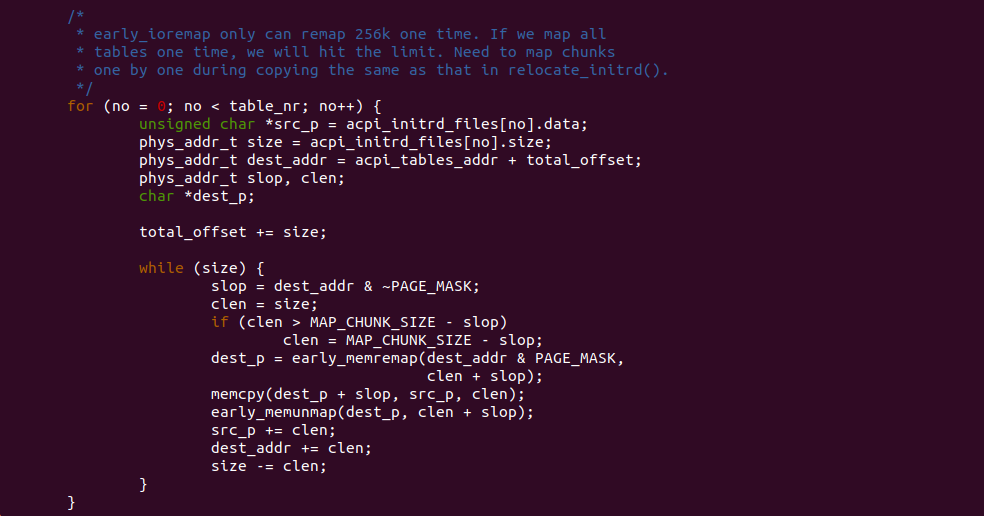 /*
 * early_ioremap only can remap 256k one time. If we map all
 * tables one time, we will hit the limit. Need to map chunks
 * one by one during copying the same as that in relocate_initrd().
 */
for (no = 0; no < table_nr; no++) {
        unsigned char *src_p = acpi_initrd_files[no].data;
        phys_addr_t size = acpi_initrd_files[no].size;
        phys_addr_t dest_addr = acpi_tables_addr + total_offset;
        phys_addr_t slop, clen;
        char *dest_p;

        total_offset += size;

        while (size) {
                slop = dest_addr & ~PAGE_MASK;
                clen = size;
                if (clen > MAP_CHUNK_SIZE - slop)
                        clen = MAP_CHUNK_SIZE - slop;
                dest_p = early_memremap(dest_addr & PAGE_MASK,
                                        clen + slop);
                memcpy(dest_p + slop, src_p, clen);
                early_memunmap(dest_p, clen + slop);
                src_p += clen;
                dest_addr += clen;
                size -= clen;
        }
}